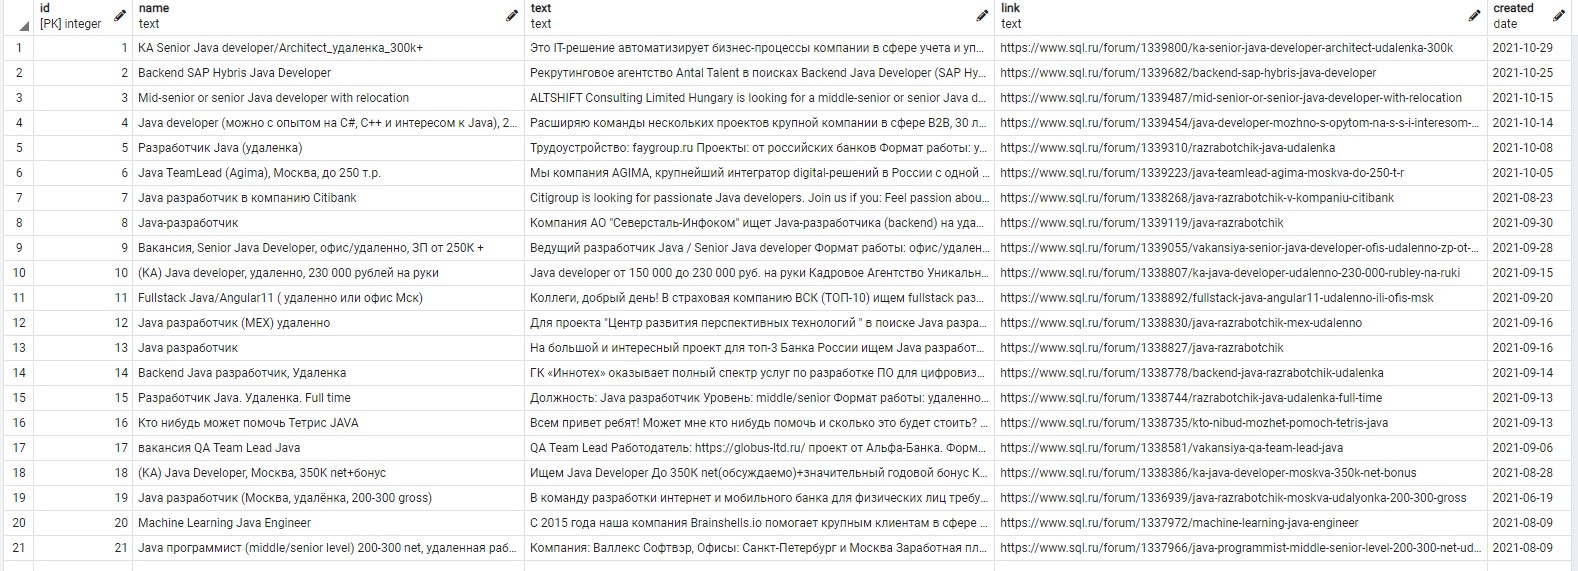 id name text link created
[PK] integer text text text date
1 1 KA Senior Java developer/Architect_удаленка_300k+ Это IT-решение автоматизирует бизнес-процессы компании в сфере учета и уп... https://www.sql.ru/forum/1339800/ka-senior-java-developer-architect-udalenka-300k 2021-10-29
2 2 Backend SAP Hybris Java Developer Рекрутинговое агентство Antal Talent в поисках Backend Java Developer (SAP Hy... https://www.sql.ru/forum/1339682/backend-sap-hybris-java-developer 2021-10-25
3 3 Mid-senior or senior Java developer with relocation ALTSHIFT Consulting Limited Hungary is looking for a middle-senior or senior Java d... https://www.sql.ru/forum/1339487/mid-senior-or-senior-java-developer-with-relocation 2021-10-15
4 4 Java developer (можно с опытом на C#, C++ и интересом к Java), 2... Расширяю команды нескольких проектов крупной компании в сфере B2B, 30 л... https://www.sql.ru/forum/1339454/java-developer-mozhno-s-opytom-na-s-s-i-interesom-... 2021-10-14
5 5 Разработчик Java (удаленка) Трудоустройство: faygroup.ru Проекты: от российских банков Формат работы: у... https://www.sql.ru/forum/1339310/razrabotchik-java-udalenka 2021-10-08
6 6 Java TeamLead (Agima), Москва, до 250 т.р. Мы компания AGIMA, крупнейший интегратор digital-решений в России с одной ... https://www.sql.ru/forum/1339223/java-teamlead-agima-moskva-do-250-t-r 2021-10-05
7 7 Java разработчик в компанию Citibank Citigroup is looking for passionate Java developers. Join us if you: Feel passion abou... https://www.sql.ru/forum/1338268/java-razrabotchik-v-kompaniu-citibank 2021-08-23
8 8 Java-разработчик Компания АО "Северсталь-Инфоком" ищет Java-разработчика (backend) на уда... https://www.sql.ru/forum/1339119/java-razrabotchik 2021-09-30
9 9 Вакансия, Senior Java Developer, офис/удаленно, ЗП от 250К + Ведущий разработчик Java / Senior Java developer Формат работы: офис/удален... https://www.sql.ru/forum/1339055/vakansiya-senior-java-developer-ofis-udalenno-zp-ot-... 2021-09-28
10 10 (КА) Java developer, удаленно, 230 000 рублей на руки Java developer от 150 000 до 230 000 руб. на руки Кадровое Агентство Уникальн... https://www.sql.ru/forum/1338807/ka-java-developer-udalenno-230-000-rubley-na-ruki 2021-09-15
11 11 Fullstack Java/Angular11 ( удаленно или офис Мск) Коллеги, добрый день! В страховая компанию ВСК (ТОП-10) ищем fullstack раз... https://www.sql.ru/forum/1338892/fullstack-java-angular11-udalenno-ili-ofis-msk 2021-09-20
12 12 Java разработчик (MEX) удаленно Для проекта "Центр развития перспективных технологий " в поиске Java разра... https://www.sql.ru/forum/1338830/java-razrabotchik-mex-udalenno 2021-09-16
13 13 Java разработчик На большой и интересный проект для топ-3 Банка России ищем Java разработ... https://www.sql.ru/forum/1338827/java-razrabotchik 2021-09-16
14 14 Backend Java разработчик, Удаленка ГК «Иннотех» оказывает полный спектр услуг по разработке ПО для цифровиз... https://www.sql.ru/forum/1338778/backend-java-razrabotchik-udalenka 2021-09-14
15 15 Разработчик Java. Удаленка. Full time Должность: Java разработчик Уровень: middle/senior Формат работы: удаленно... https://www.sql.ru/forum/1338744/razrabotchik-java-udalenka-full-time 2021-09-13
16 16 Кто нибудь может помочь Тетрис JAVA Всем привет ребят! Может мне кто нибудь помочь и сколько это будет стоить? ... https://www.sql.ru/forum/1338735/kto-nibud-mozhet-pomoch-tetris-java 2021-09-13
17 17 вакансия QA Team Lead Java QA Team Lead Работодатель: https://globus-ltd.ru/ проект от Альфа-Банка. Форм... https://www.sql.ru/forum/1338581/vakansiya-qa-team-lead-java 2021-09-06
18 18 (КА) Java Developer, Москва, 350К net+бонус Ищем Java Developer До 350К net(обсуждаемо)+значительный годовой бонус К... https://www.sql.ru/forum/1338386/ka-java-developer-moskva-350k-net-bonus 2021-08-28
19 19 Java разработчик (Москва, удалёнка, 200-300 gross) В команду разработки интернет и мобильного банка для физических лиц требу... https://www.sql.ru/forum/1336939/java-razrabotchik-moskva-udalyonka-200-300-gross 2021-06-19
20 20 Machine Learning Java Engineer С 2015 года наша компания Brainshells.io помогает крупным клиентам в сфере ... https://www.sql.ru/forum/1337972/machine-learning-java-engineer 2021-08-09
21 21 Java программист (middle/senior level) 200-300 net, удаленная раб... Компания: Валлекс Софтвэр, Офисы: Санкт-Петербург и Москва Заработная пл... https://www.sql.ru/forum/1337966/java-programmist-middle-senior-level-200-300-net-ud... 2021-08-09